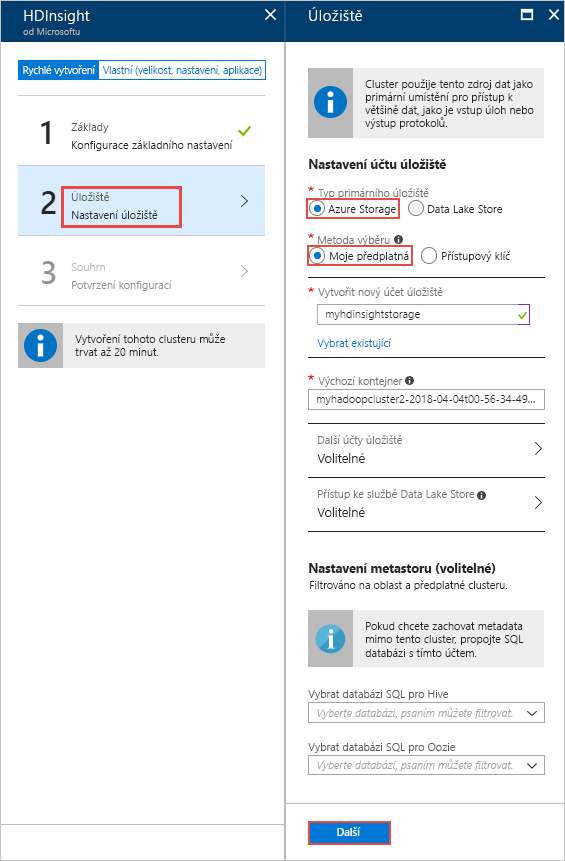 HDInsight
od Microsoftu
Rychlé vytvoření
Vlastní (velikost, nastavení, aplikace)
1
Základy
Konfigurace základního nastavení
2
Úložiště
Nastavení úložiště
3
Souhrn
Potvrzení konfigurací
Vytvoření tohoto clusteru může
trvat až 20 minut.
Úložiště
Cluster použije tento zdroj dat jako
primární umístění pro přístup k
většině dat, jako je vstup úloh nebo
výstup protokolů.
Nastavení účtu úložiště
* Typ primárního úložiště
Azure Storage
Data Lake Store
* Metoda výběru
Moje předplatná
Přístupový klíč
* Vytvořit nový účet úložiště
myhdinsightstorage
Vybrat existující
* Výchozí kontejner
myhadoopcluster2-2018-04-04t00-56-34-49...
Další účty úložiště
Volitelné
Přístup ke službě Data Lake Store
Volitelné
Nastavení metastoru (volitelné)
Filtrováno na oblast a předplatné clusteru.
Pokud chcete zachovat metadata
mimo tento cluster, propojte SQL
databázi s tímto účtem.
Vybrat databázi SQL pro Hive
Vyberte databázi, psaním můžete filtrovat.
Vybrat databázi SQL pro Oozie
Vyberte databázi, psaním můžete filtrovat.
Další